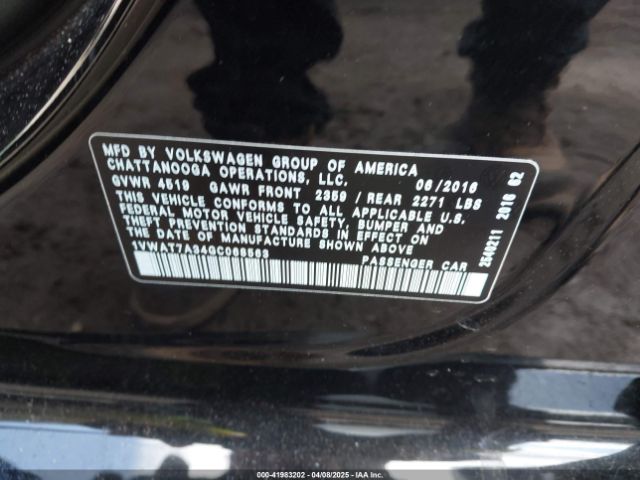 MFD BY VOLKSWAGEN GROUP OF AMERICA
CHATTANOOGA OPERATIONS, LLC. 06/2016
GVWR 4519 GAWR FRONT 2359 / REAR 2271 LBS
THIS VEHICLE CONFORMS TO ALL APPLICABLE U.S.
FEDERAL MOTOR VEHICLE SAFETY, BUMPER AND
THEFT PREVENTION STANDARDS IN EFFECT ON
THE DATE OF MANUFACTURE SHOWN ABOVE
PASSENGER CAR
2540211 2016 G2
000-41983202 - 04/08/2025 - IAA Inc.